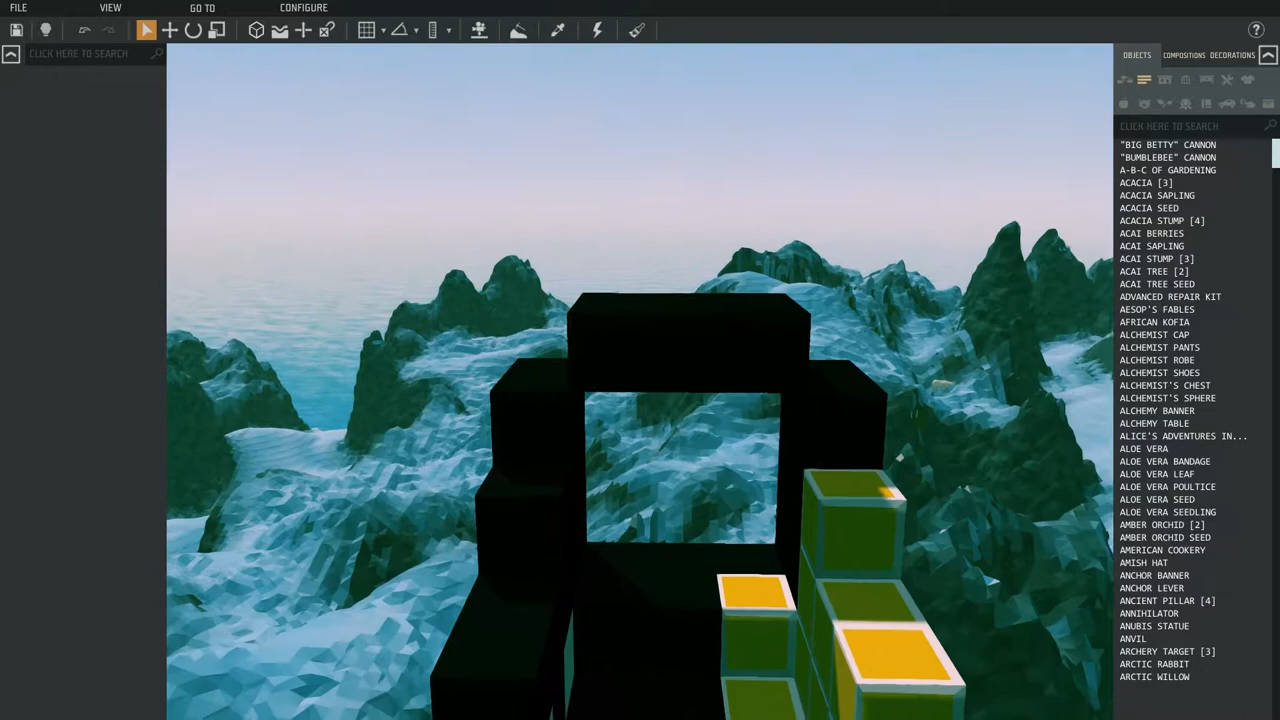 FILE VIEW GO TO CONFIGURE
CLICK HERE TO SEARCH
OBJECTS COMPOSITIONS DECORATIONS
CLICK HERE TO SEARCH
"BIG BETTY" CANNON
"BUMBLEBEE" CANNON
A-B-C OF GARDENING
ACACIA [3]
ACACIA SAPLING
ACACIA SEED
ACACIA STUMP [4]
ACAI BERRIES
ACAI SAPLING
ACAI STUMP [3]
ACAI TREE [2]
ACAI TREE SEED
ADVANCED REPAIR KIT
AESOP'S FABLES
AFRICAN KOFIA
ALCHEMIST CAP
ALCHEMIST PANTS
ALCHEMIST ROBE
ALCHEMIST SHOES
ALCHEMIST'S CHEST
ALCHEMIST'S SPHERE
ALCHEMY BANNER
ALCHEMY TABLE
ALICE'S ADVENTURES IN...
ALOE VERA
ALOE VERA BANDAGE
ALOE VERA LEAF
ALOE VERA POULTICE
ALOE VERA SEED
ALOE VERA SEEDLING
AMBER ORCHID [2]
AMBER ORCHID SEED
AMERICAN COOKERY
AMISH HAT
ANCHOR BANNER
ANCHOR LEVER
ANCIENT PILLAR [4]
ANNIHILATOR
ANUBIS STATUE
ANVIL
ARCHERY TARGET [3]
ARCTIC RABBIT
ARCTIC WILLOW